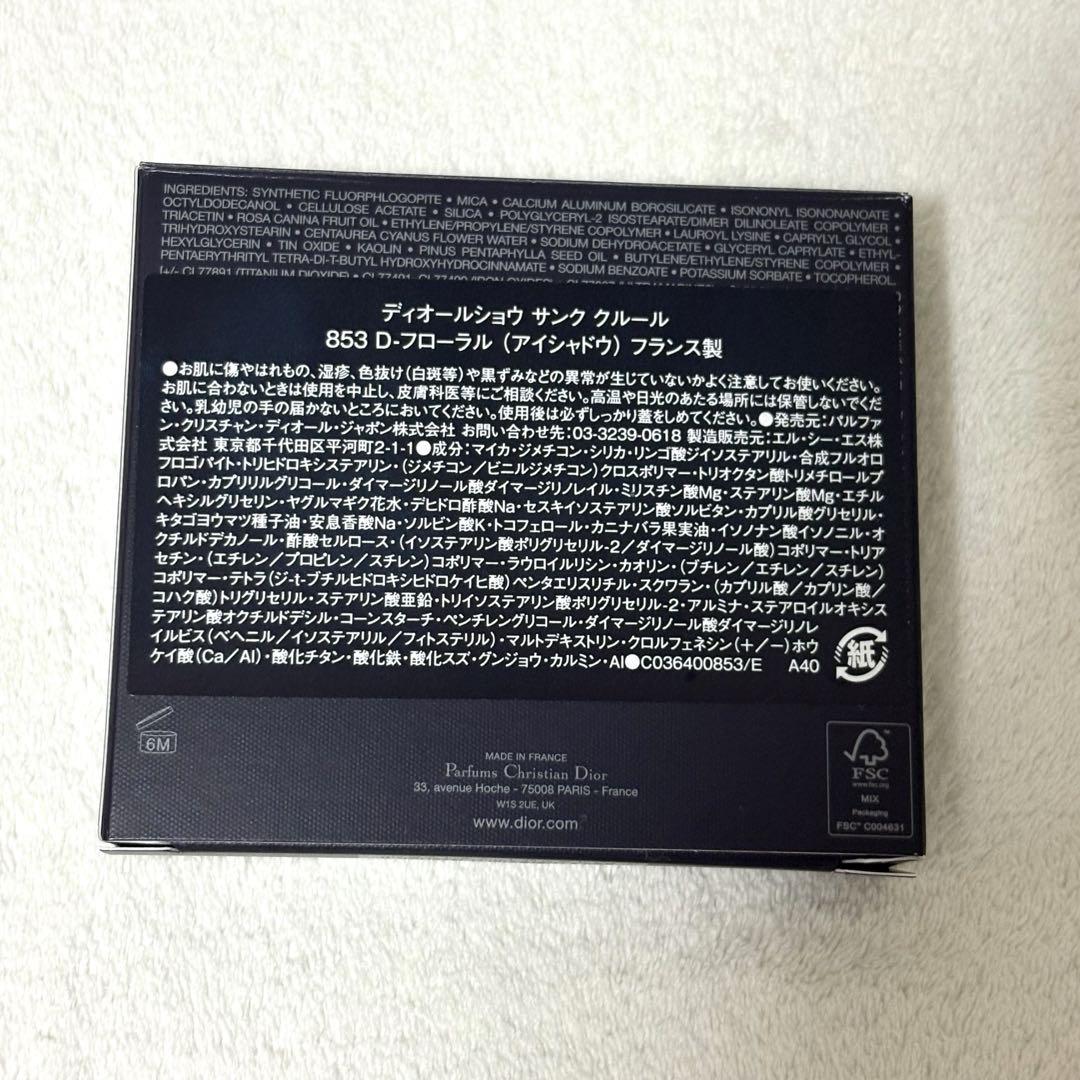 INGREDIENTS: SYNTHETIC FLUORPHLOGOPITE • MICA • CALCIUM ALUMINUM BOROSILICATE • ISONONYL ISONONANOATE •
OCTYLDODECANOL • CELLULOSE ACETATE • SILICA • POLYGLYCERYL-2 ISOSTEARATE/DIMER DILINOLEATE COPOLYMER •
TRIACETIN • ROSA CANINA FRUIT OIL • ETHYLENE/PROPYLENE/STYRENE COPOLYMER • LAUROYL LYSINE • CAPRYLYL GLYCOL •
TRIHYDROXYSTEARIN • CENTAUREA CYANUS FLOWER WATER • SODIUM DEHYDROACETATE • GLYCERYL CAPRYLATE • ETHYL-
HEXYLGLYCERIN • TIN OXIDE • KAOLIN • PINUS PENTAPHYLLA SEED OIL • BUTYLENE/ETHYLENE/STYRENE COPOLYMER •
PENTAERYTHRITYL TETRA-DI-T-BUTYL HYDROXYHYDROCINNAMATE • SODIUM BENZOATE • POTASSIUM SORBATE • TOCOPHEROL.
[+/- CI 77891 (TITANIUM DIOXIDE) •
ディオールショウ サンク クルール
853 D-フローラル（アイシャドウ）フランス製
●お肌に傷やはれもの、湿疹、色抜け（白斑等）や黒ずみなどの異常が生じていないかよく注意してお使いください。
お肌に合わないときは使用を中止し、皮膚科医等にご相談ください。高温や日光のあたる場所には保管しないでくだ
さい。乳幼児の手の届かないところにおいてください。使用後は必ずしっかり蓋をしめてください。●発売元：パルファ
ン・クリスチャン・ディオール・ジャポン株式会社 お問い合わせ先：03-3239-0618 製造販売元：エル・シー・エス株
式会社 東京都千代田区平河町2-1-1●成分：マイカ・ジメチコン・シリカ・リンゴ酸ジイソステアリル・合成フルオロ
フロゴパイト・トリヒドロキシステアリン・（ジメチコン／ビニルジメチコン）クロスポリマー・トリオクタン酸トリメチロールプ
ロパン・カプリリルグリコール・ダイマージリノール酸ダイマージリノレイル・ミリスチン酸Mg・ステアリン酸Mg・エチル
ヘキシルグリセリン・ヤグルマギク花水・デヒドロ酢酸Na・セスキイソステアリン酸ソルビタン・カプリル酸グリセリル・
キタゴヨウマツ種子油・安息香酸Na・ソルビン酸K・トコフェロール・カニナバラ果実油・イソノナン酸イソノニル・オ
クチルドデカノール・酢酸セルロース・（イソステアリン酸ポリグリセリル-2／ダイマージリノール酸）コポリマー・トリア
セチン・（エチレン／プロピレン／スチレン）コポリマー・ラウロイルリシン・カオリン・（ブチレン／エチレン／スチレン）
コポリマー・テトラ（ジ-t-ブチルヒドロキシヒドロケイヒ酸）ペンタエリスリチル・スクワラン・（カプリル酸／カプリン酸／
コハク酸）トリグリセリル・ステアリン酸亜鉛・トリイソステアリン酸ポリグリセリル-2・アルミナ・ステアロイルオキシス
テアリン酸オクチルドデシル・コーンスターチ・ペンチレングリコール・ダイマージリノール酸ダイマージリノレ
イルビス（ベヘニル／イソステアリル／フィトステリル）・マルトデキストリン・クロルフェネシン（＋／－）ホウ
ケイ酸（Ca／Al）・酸化チタン・酸化鉄・酸化スズ・グンジョウ・カルミン・Al●C036400853/E A40
紙
6M
MADE IN FRANCE
Parfums Christian Dior
33, avenue Hoche - 75008 PARIS - France
W1S 2UE, UK
www.dior.com
FSC
www.fsc.org
MIX
Packaging
FSC™ C004631